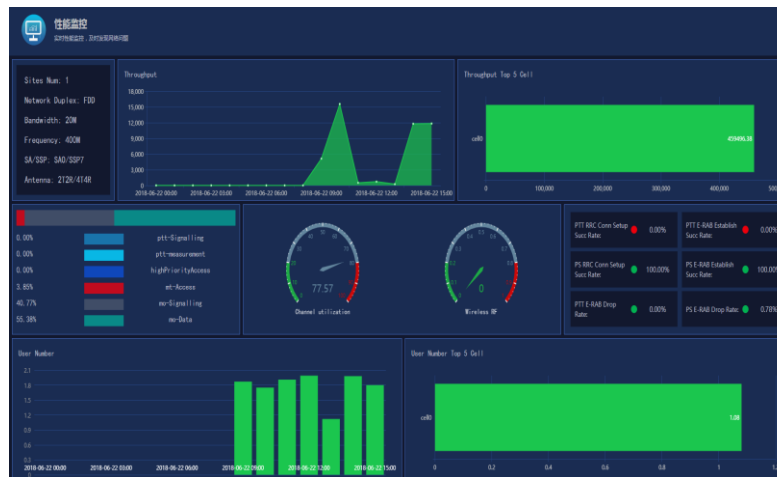 性能监控
实时性能监控，及时发现网络问题
Sites Num: 1
Network Duplex: FDD
Bandwidth: 20M
Frequency: 400M
SA/SSP: SA0/SSP7
Antenna: 2T2R/4T4R
Throughput
18,000
15,000
12,000
9,000
6,000
3,000
0
2018-06-22 00:00 2018-06-22 03:00 2018-06-22 06:00 2018-06-22 09:00 2018-06-22 12:00 2018-06-22 15:00
Throughput Top 5 Cell
cell0
459496.38
0 100,000 200,000 300,000 400,000 500
0.00% ptt-Signalling
0.00% ptt-measurement
0.00% highPriorityAccess
3.85% mt-Access
40.77% mo-Signalling
55.38% mo-Data
77.57
Channel utilization
0
Wireless RF
PTT RRC Conn Setup Succ Rate: 0.00%
PTT E-RAB Establish Succ Rate: 0.00%
PS RRC Conn Setup Succ Rate: 100.00%
PS E-RAB Establish Succ Rate: 100.00%
PTT E-RAB Drop Rate: 0.00%
PS E-RAB Drop Rate: 0.78%
User Number
2.1
1.8
1.5
1.2
0.9
0.6
0.3
0
2018-06-22 00:00 2018-06-22 03:00 2018-06-22 06:00 2018-06-22 09:00 2018-06-22 12:00 2018-06-22 15:00
User Number Top 5 Cell
cell0
1.08
0 0.2 0.4 0.6 0.8 1 1.